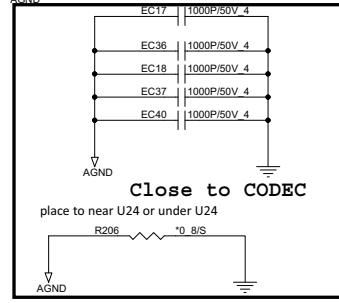 AGND
EC17 1000P/50V_4
EC36 1000P/50V_4
EC18 1000P/50V_4
EC37 1000P/50V_4
EC40 1000P/50V_4
AGND
Close to CODEC
place to near U24 or under U24
R206 *0_8/S
AGND